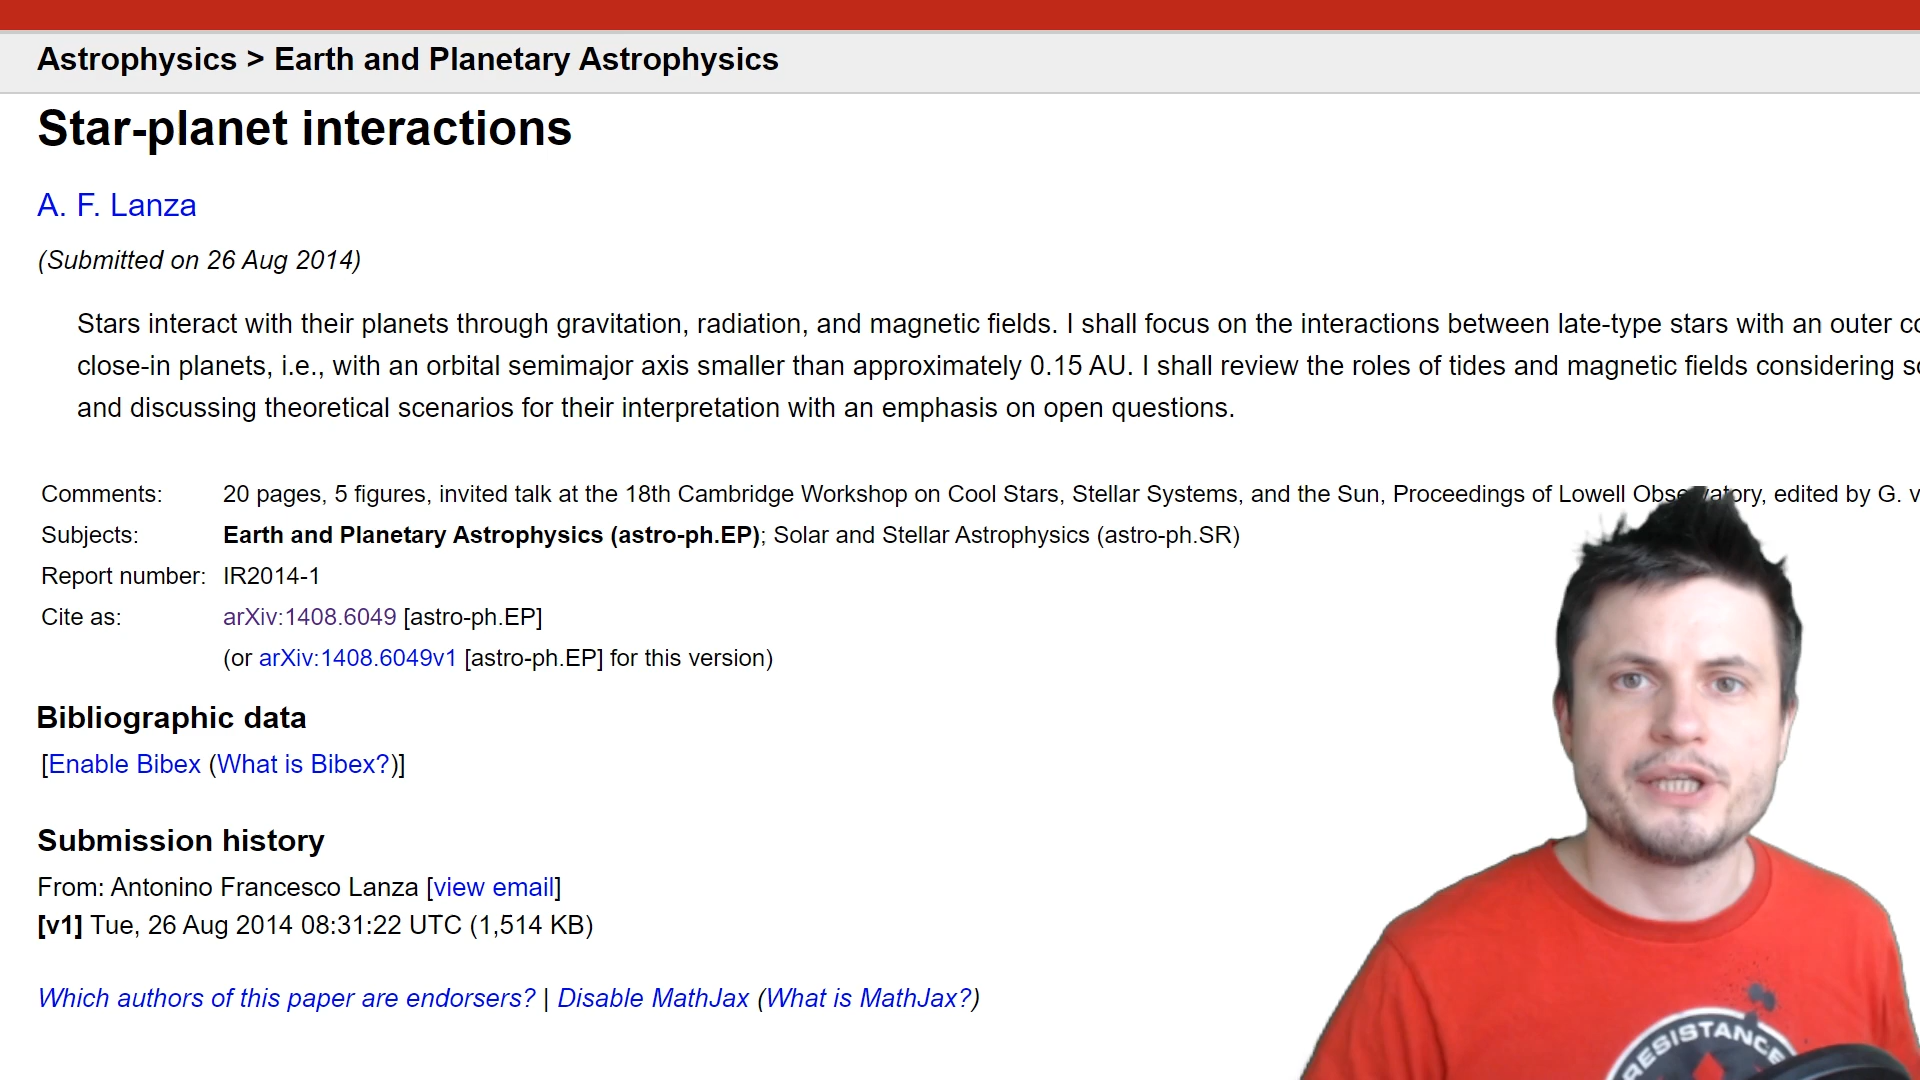 Astrophysics > Earth and Planetary Astrophysics
Star-planet interactions
A. F. Lanza
(Submitted on 26 Aug 2014)
Stars interact with their planets through gravitation, radiation, and magnetic fields. I shall focus on the interactions between late-type stars with an outer
close-in planets, i.e., with an orbital semimajor axis smaller than approximately 0.15 AU. I shall review the roles of tides and magnetic fields considering
and discussing theoretical scenarios for their interpretation with an emphasis on open questions.
Comments: 20 pages, 5 figures, invited talk at the 18th Cambridge Workshop on Cool Stars, Stellar Systems, and the Sun, Proceedings of Lowell Observatory, edited by G. v
Subjects: Earth and Planetary Astrophysics (astro-ph.EP); Solar and Stellar Astrophysics (astro-ph.SR)
Report number: IR2014-1
Cite as: arXiv:1408.6049 [astro-ph.EP]
(or arXiv:1408.6049v1 [astro-ph.EP] for this version)
Bibliographic data
[Enable Bibex (What is Bibex?)]
Submission history
From: Antonino Francesco Lanza [view email]
[v1] Tue, 26 Aug 2014 08:31:22 UTC (1,514 KB)
Which authors of this paper are endorsers? | Disable MathJax (What is MathJax?)
RESISTANCE